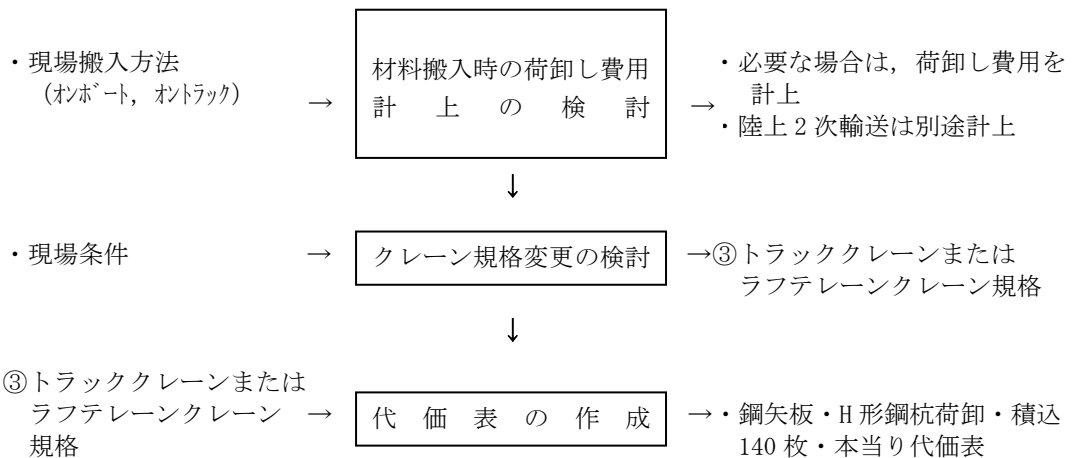 ・現場搬入方法
(ｵﾝﾎﾞｰﾄ，ｵﾝﾄﾗｯｸ)
→
材料搬入時の荷卸し費用
計上の検討
→
・必要な場合は，荷卸し費用を
計上
・陸上２次輸送は別途計上
↓
・現場条件
→
クレーン規格変更の検討
→③トラッククレーンまたは
ラフテレーンクレーン規格
↓
③トラッククレーンまたは
ラフテレーンクレーン
規格
→
代価表の作成
→・鋼矢板・H形鋼杭荷卸・積込
140枚・本当り代価表